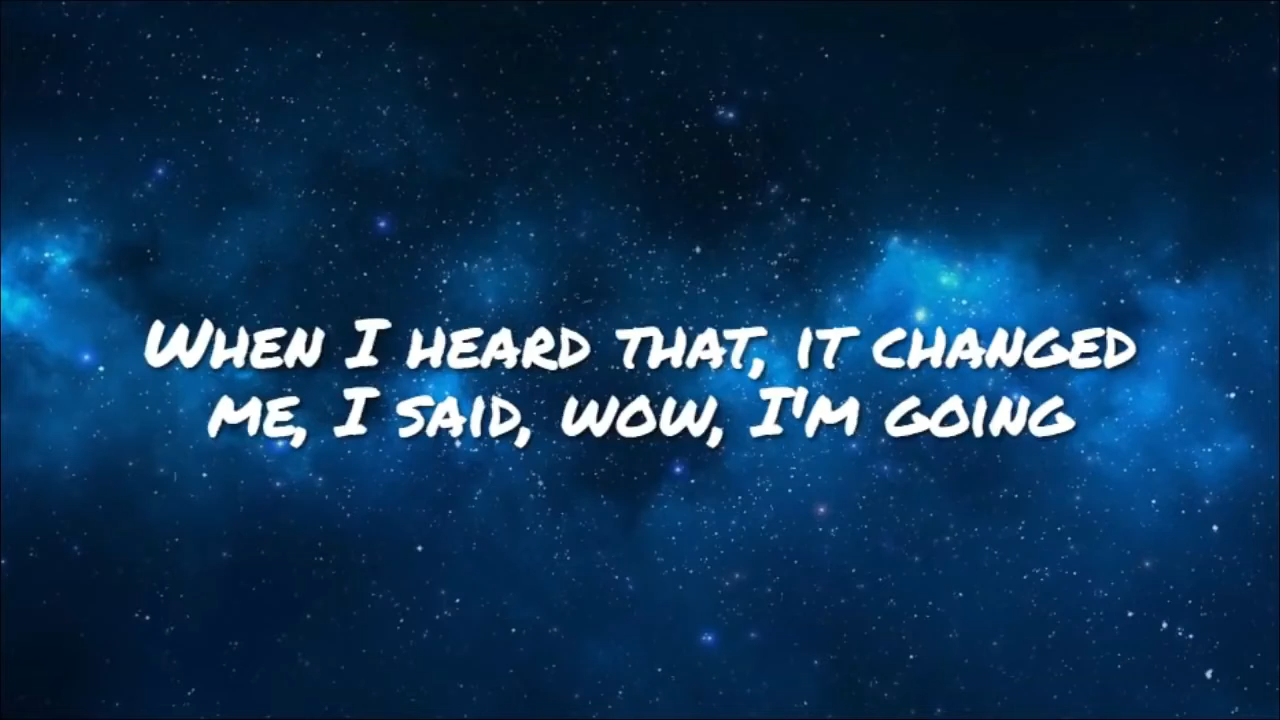 When I heard that, it changed
me, I said, wow, I'm going